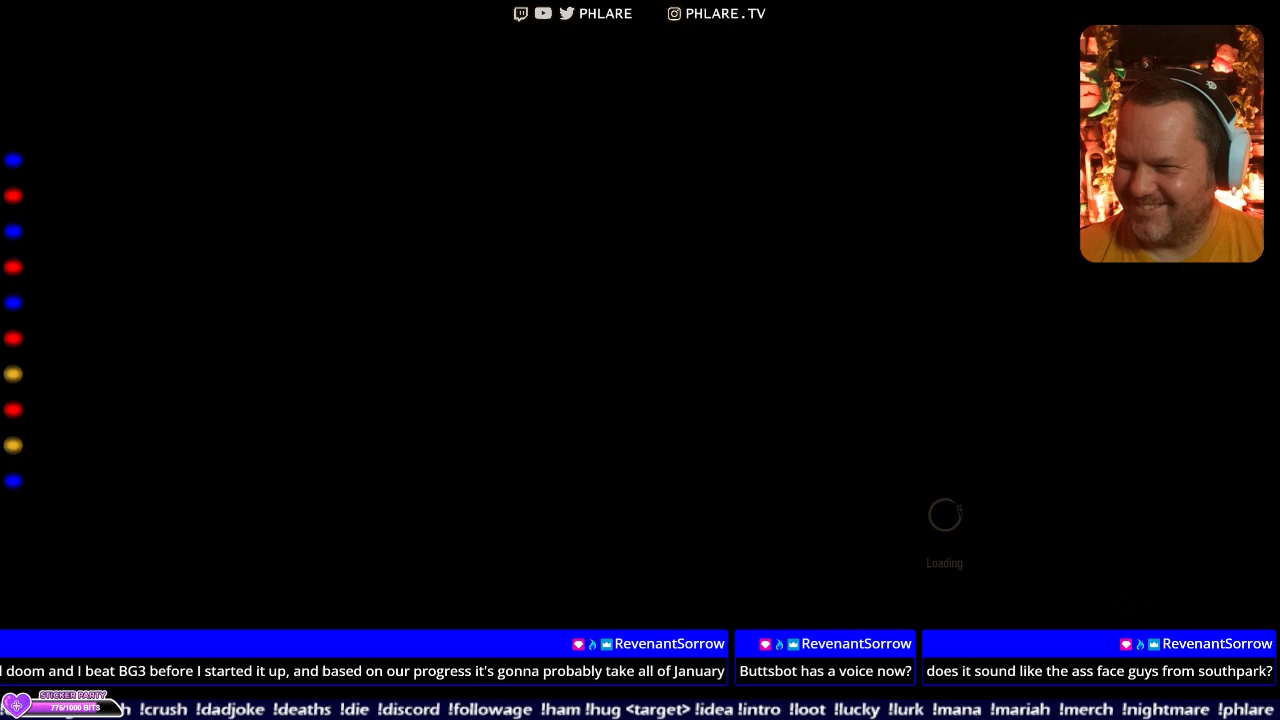 PHLARE PHLARE.TV
Loading
RevenantSorrow RevenantSorrow RevenantSorrow
doom and I beat BG3 before I started it up, and based on our progress it's gonna probably take all of January
Buttsbot has a voice now?
does it sound like the ass face guys from southpark?
STICKER PARTY
775/1000 BITS
!crush !dadjoke !deaths !die !discord !followage !ham !hug <target> !idea !intro !loot !lucky !lurk !mana !mariah !merch !nightmare !phlare